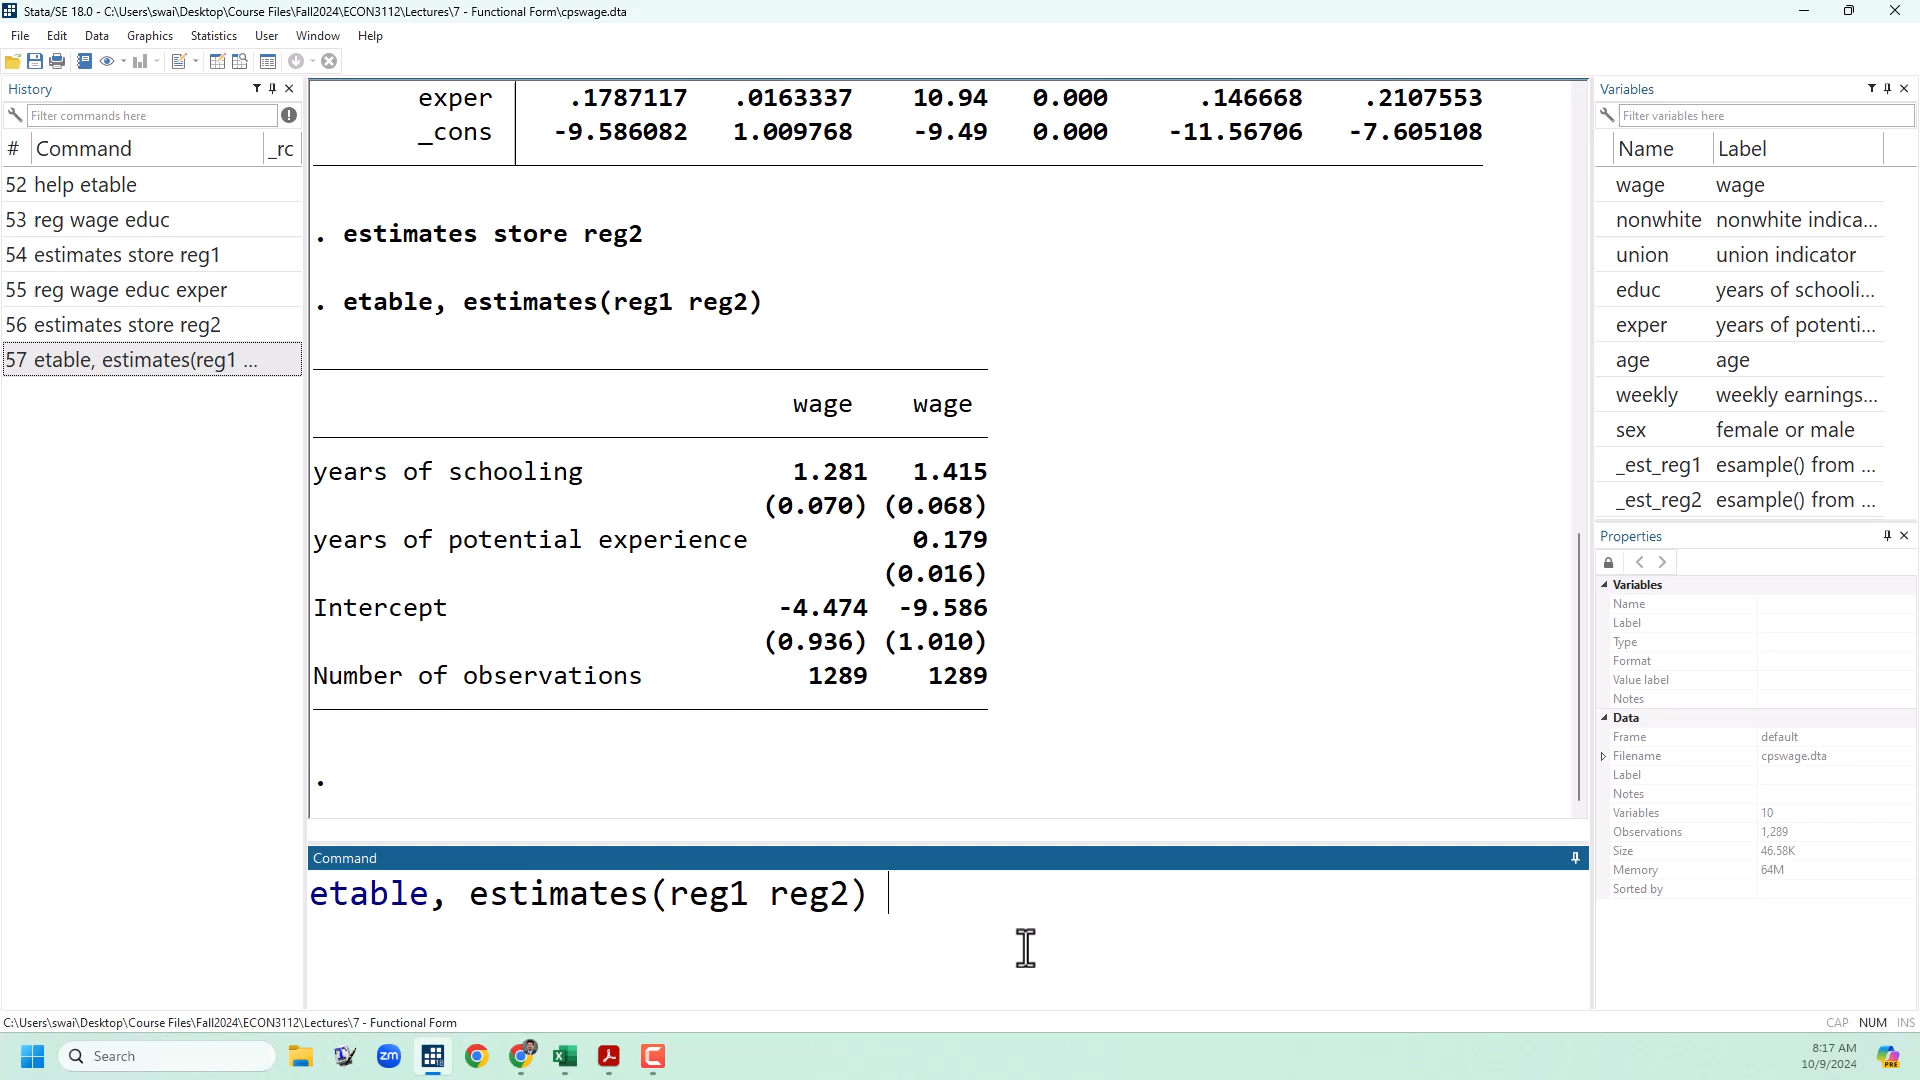 Stata/SE 18.0 - C:\Users\swai\Desktop\Course Files\Fall2024\ECON3112\Lectures\7 - Functional Form\cpswage.dta
File Edit Data Graphics Statistics User Window Help
History
Filter commands here
# Command _rc
52 help etable
53 reg wage educ
54 estimates store reg1
55 reg wage educ exper
56 estimates store reg2
57 etable, estimates(reg1 ...
exper .1787117 .0163337 10.94 0.000 .146668 .2107553
_cons -9.586082 1.009768 -9.49 0.000 -11.56706 -7.605108
. estimates store reg2
. etable, estimates(reg1 reg2)
wage wage
years of schooling 1.281 1.415
(0.070) (0.068)
years of potential experience 0.179
(0.016)
Intercept -4.474 -9.586
(0.936) (1.010)
Number of observations 1289 1289
.
Command
etable, estimates(reg1 reg2)
Variables
Filter variables here
Name Label
wage wage
nonwhite nonwhite indica...
union union indicator
educ years of schooli...
exper years of potenti...
age age
weekly weekly earnings...
sex female or male
_est_reg1 esample() from ...
_est_reg2 esample() from ...
Properties
Variables
Name
Label
Type
Format
Value label
Notes
Data
Frame default
Filename cpswage.dta
Label
Notes
Variables 10
Observations 1,289
Size 46.58K
Memory 64M
Sorted by
C:\Users\swai\Desktop\Course Files\Fall2024\ECON3112\Lectures\7 - Functional Form
CAP NUM INS
Search
zm
18
8:17 AM
10/9/2024
PRE